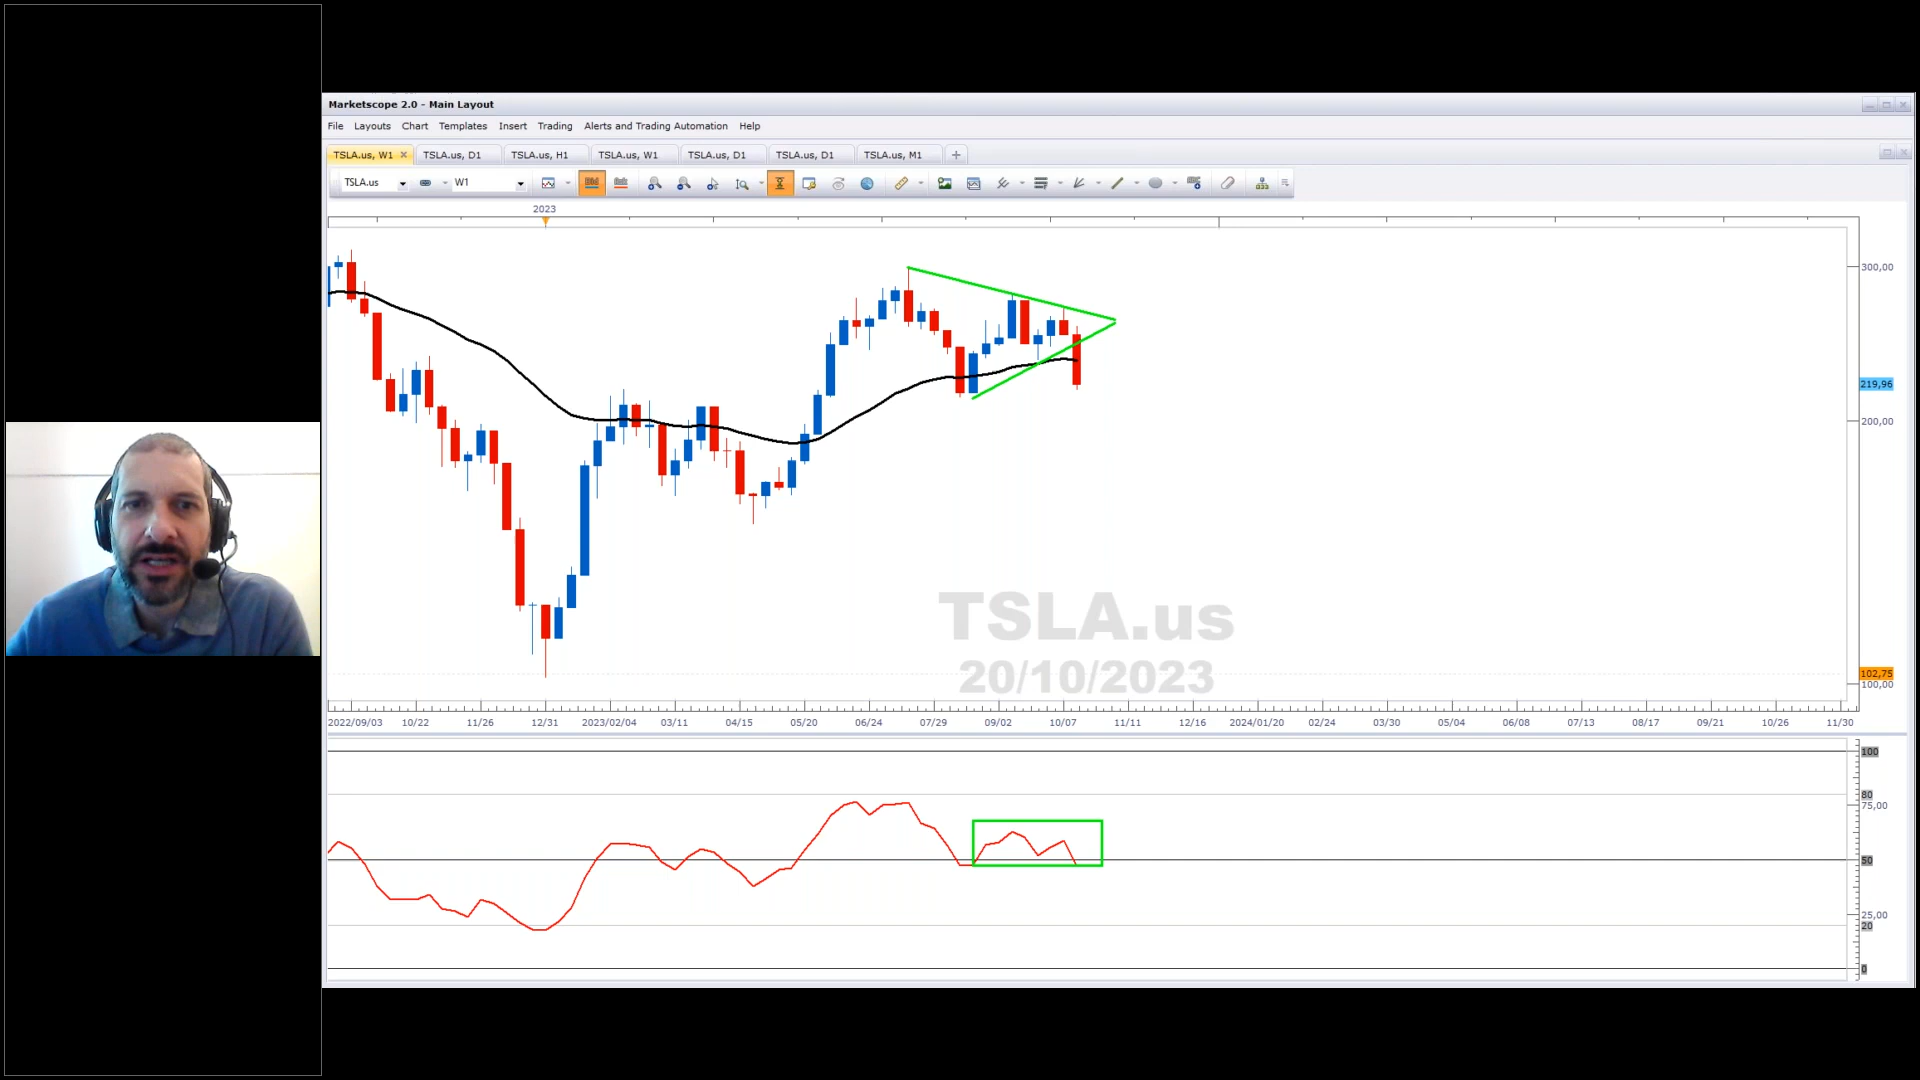 Marketscope 2.0 - Main Layout
File Layouts Chart Templates Insert Trading Alerts and Trading Automation Help
TSLA.us, W1 TSLA.us, D1 TSLA.us, H1 TSLA.us, W1 TSLA.us, D1 TSLA.us, D1 TSLA.us, M1
TSLA.us W1
2023
300,00
219,96
200,00
TSLA.us
20/10/2023
102,75
100,00
2022/09/03 10/22 11/26 12/31 2023/02/04 03/11 04/15 05/20 06/24 07/29 09/02 10/07 11/11 12/16 2024/01/20 02/24 03/30 05/04 06/08 07/13 08/17 09/21 10/26 11/30
100
80
75,00
50
25,00
20
0